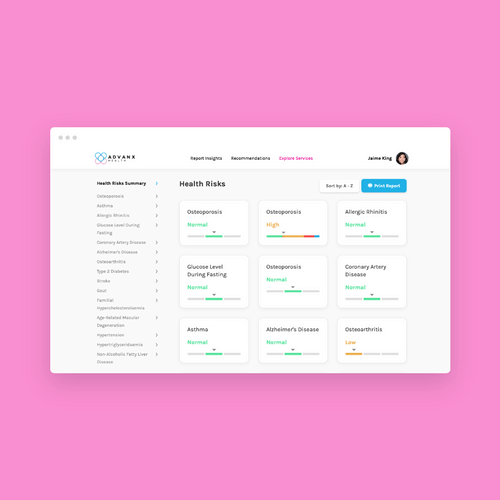 ADVANX
HEALTH
Report Insights
Recommendations
Explore Services
Jaime King
Health Risks Summary
Osteoporosis
Asthma
Allergic Rhinitis
Glucose Level During
Fasting
Coronary Artery Disease
Alzheimer's Disease
Osteoarthritis
Type 2 Diabetes
Stroke
Gout
Familial
Hypercholesterolaemia
Age-Related Macular
Degeneration
Hypertension
Hypertriglyceridaemia
Non-Alcoholic Fatty Liver
Disease
Health Risks
Sort by: A - Z
Print Report
Osteoporosis
Normal
Osteoporosis
High
Allergic Rhinitis
Normal
Glucose Level
During Fasting
Normal
Osteoporosis
Normal
Coronary Artery
Disease
Normal
Asthma
Normal
Alzheimer's Disease
Normal
Osteoarthritis
Low